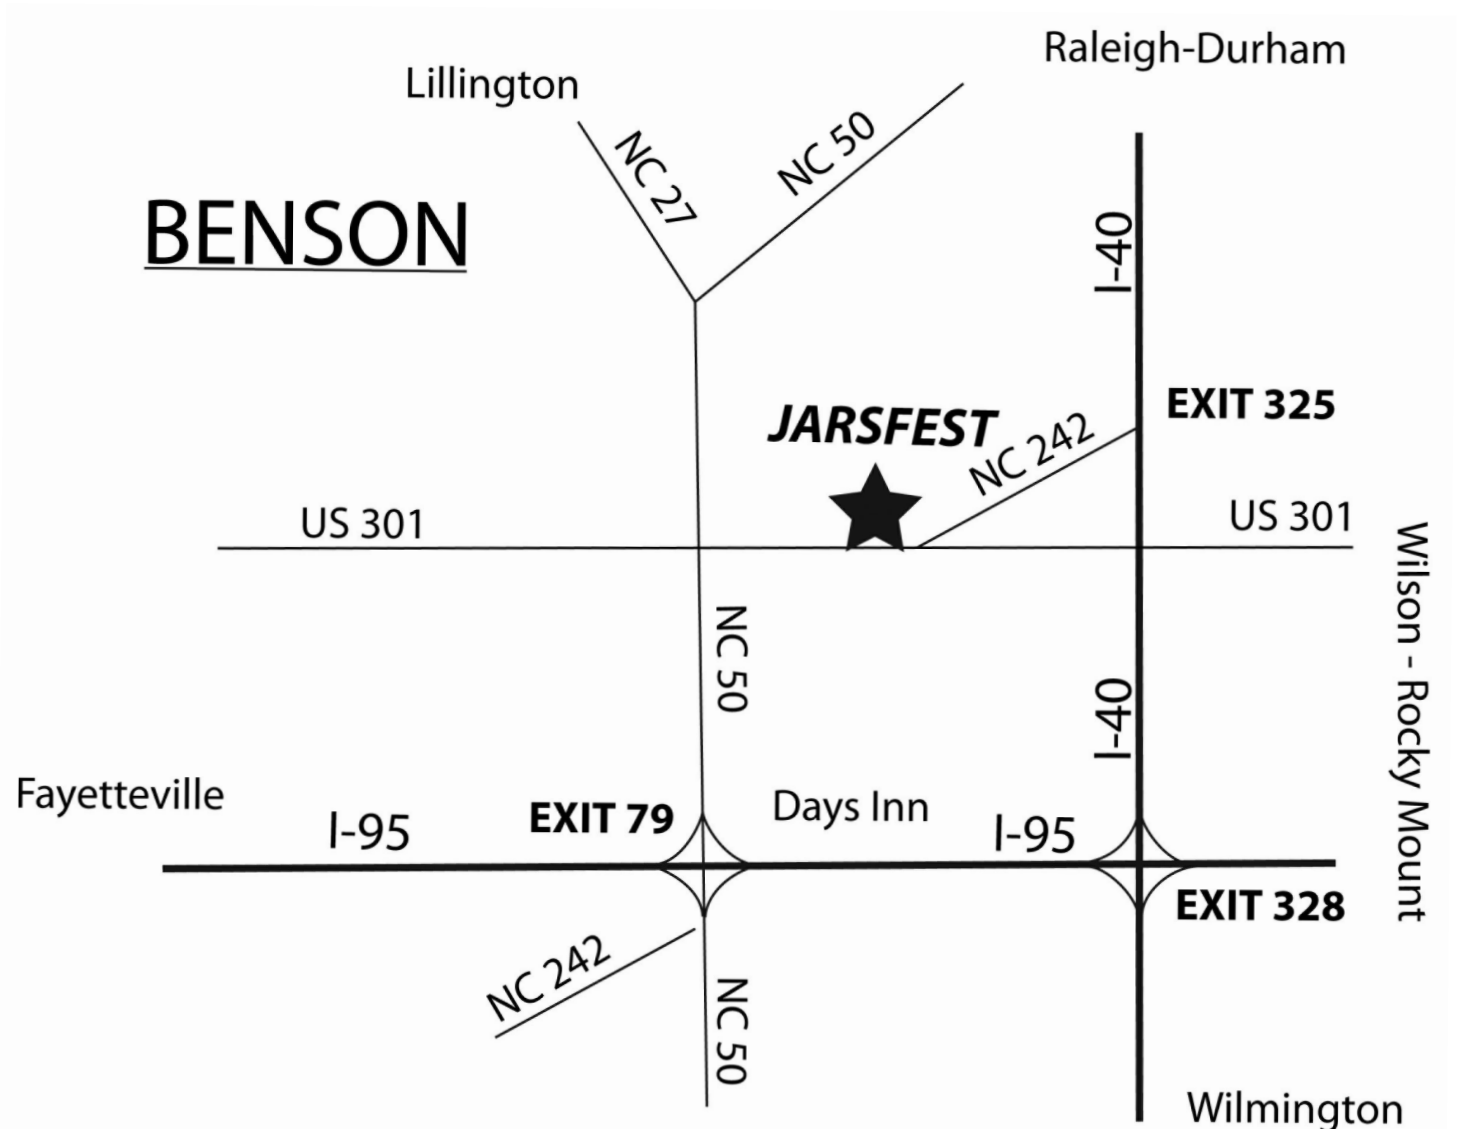 Raleigh-Durham
Lillington
NC 27
NC 50
BENSON
I-40
EXIT 325
JARSFEST
NC 242
US 301
US 301
Wilson - Rocky Mount
NC 50
I-40
Fayetteville
I-95
EXIT 79
Days Inn
I-95
EXIT 328
NC 242
NC 50
Wilmington